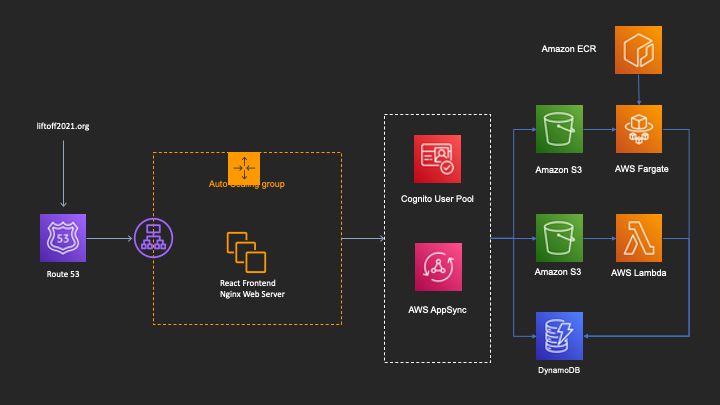 Amazon ECR
liftoff2021.org
Auto Scaling group
Cognito User Pool
Amazon S3
AWS Fargate
53
Route 53
React Frontend
Nginx Web Server
AWS AppSync
Amazon S3
AWS Lambda
DynamoDB